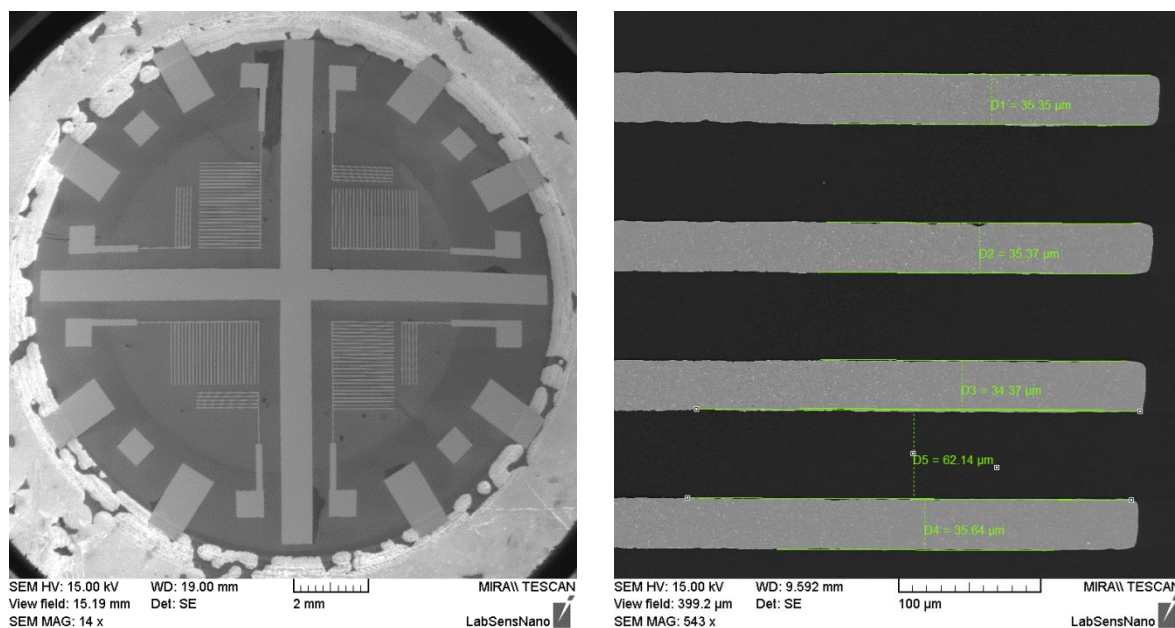 SEM HV: 15.00 kV WD: 19.00 mm MIRA\\ TESCAN
View field: 15.19 mm Det: SE 2 mm
SEM MAG: 14 x LabSensNano
D1 = 35.35 µm
D2 = 35.37 µm
D3 = 34.37 µm
D5 = 62.14 µm
D4 = 35.64 µm
SEM HV: 15.00 kV WD: 9.592 mm MIRA\\ TESCAN
View field: 399.2 µm Det: SE 100 µm
SEM MAG: 543 x LabSensNano